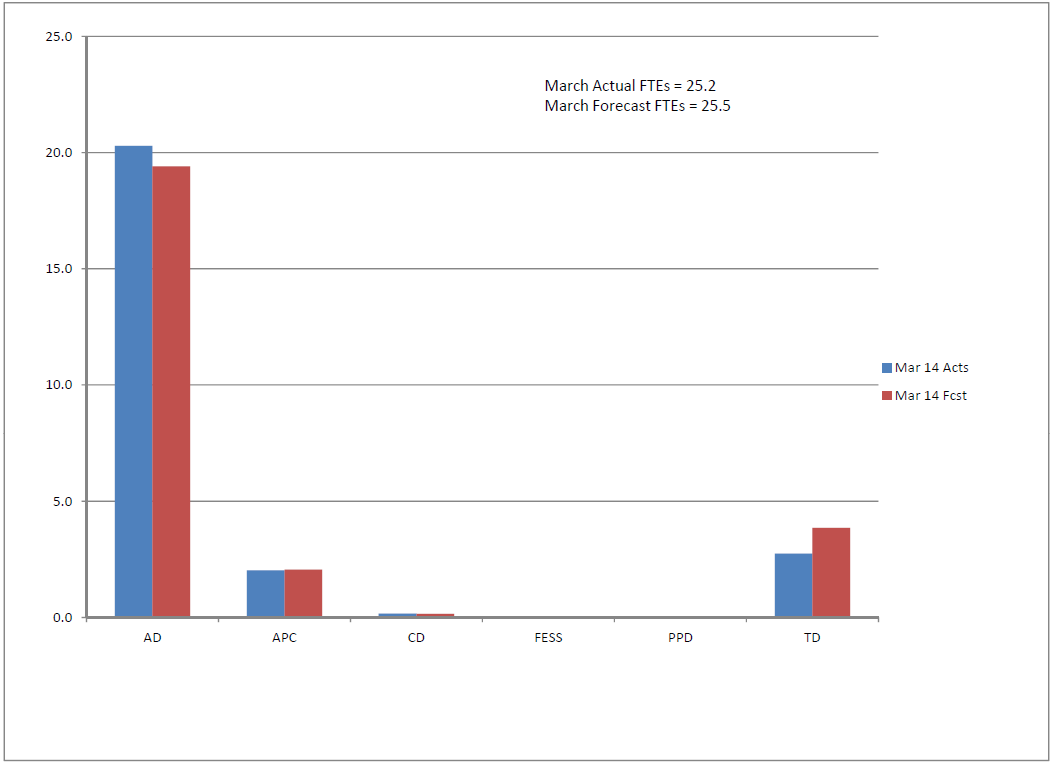 25.0
March Actual FTEs = 25.2
March Forecast FTEs = 25.5
20.0
15.0
Mar 14 Acts
10.0
Mar 14 Fcst
5.0
0.0
AD APC CD FESS PPD TD